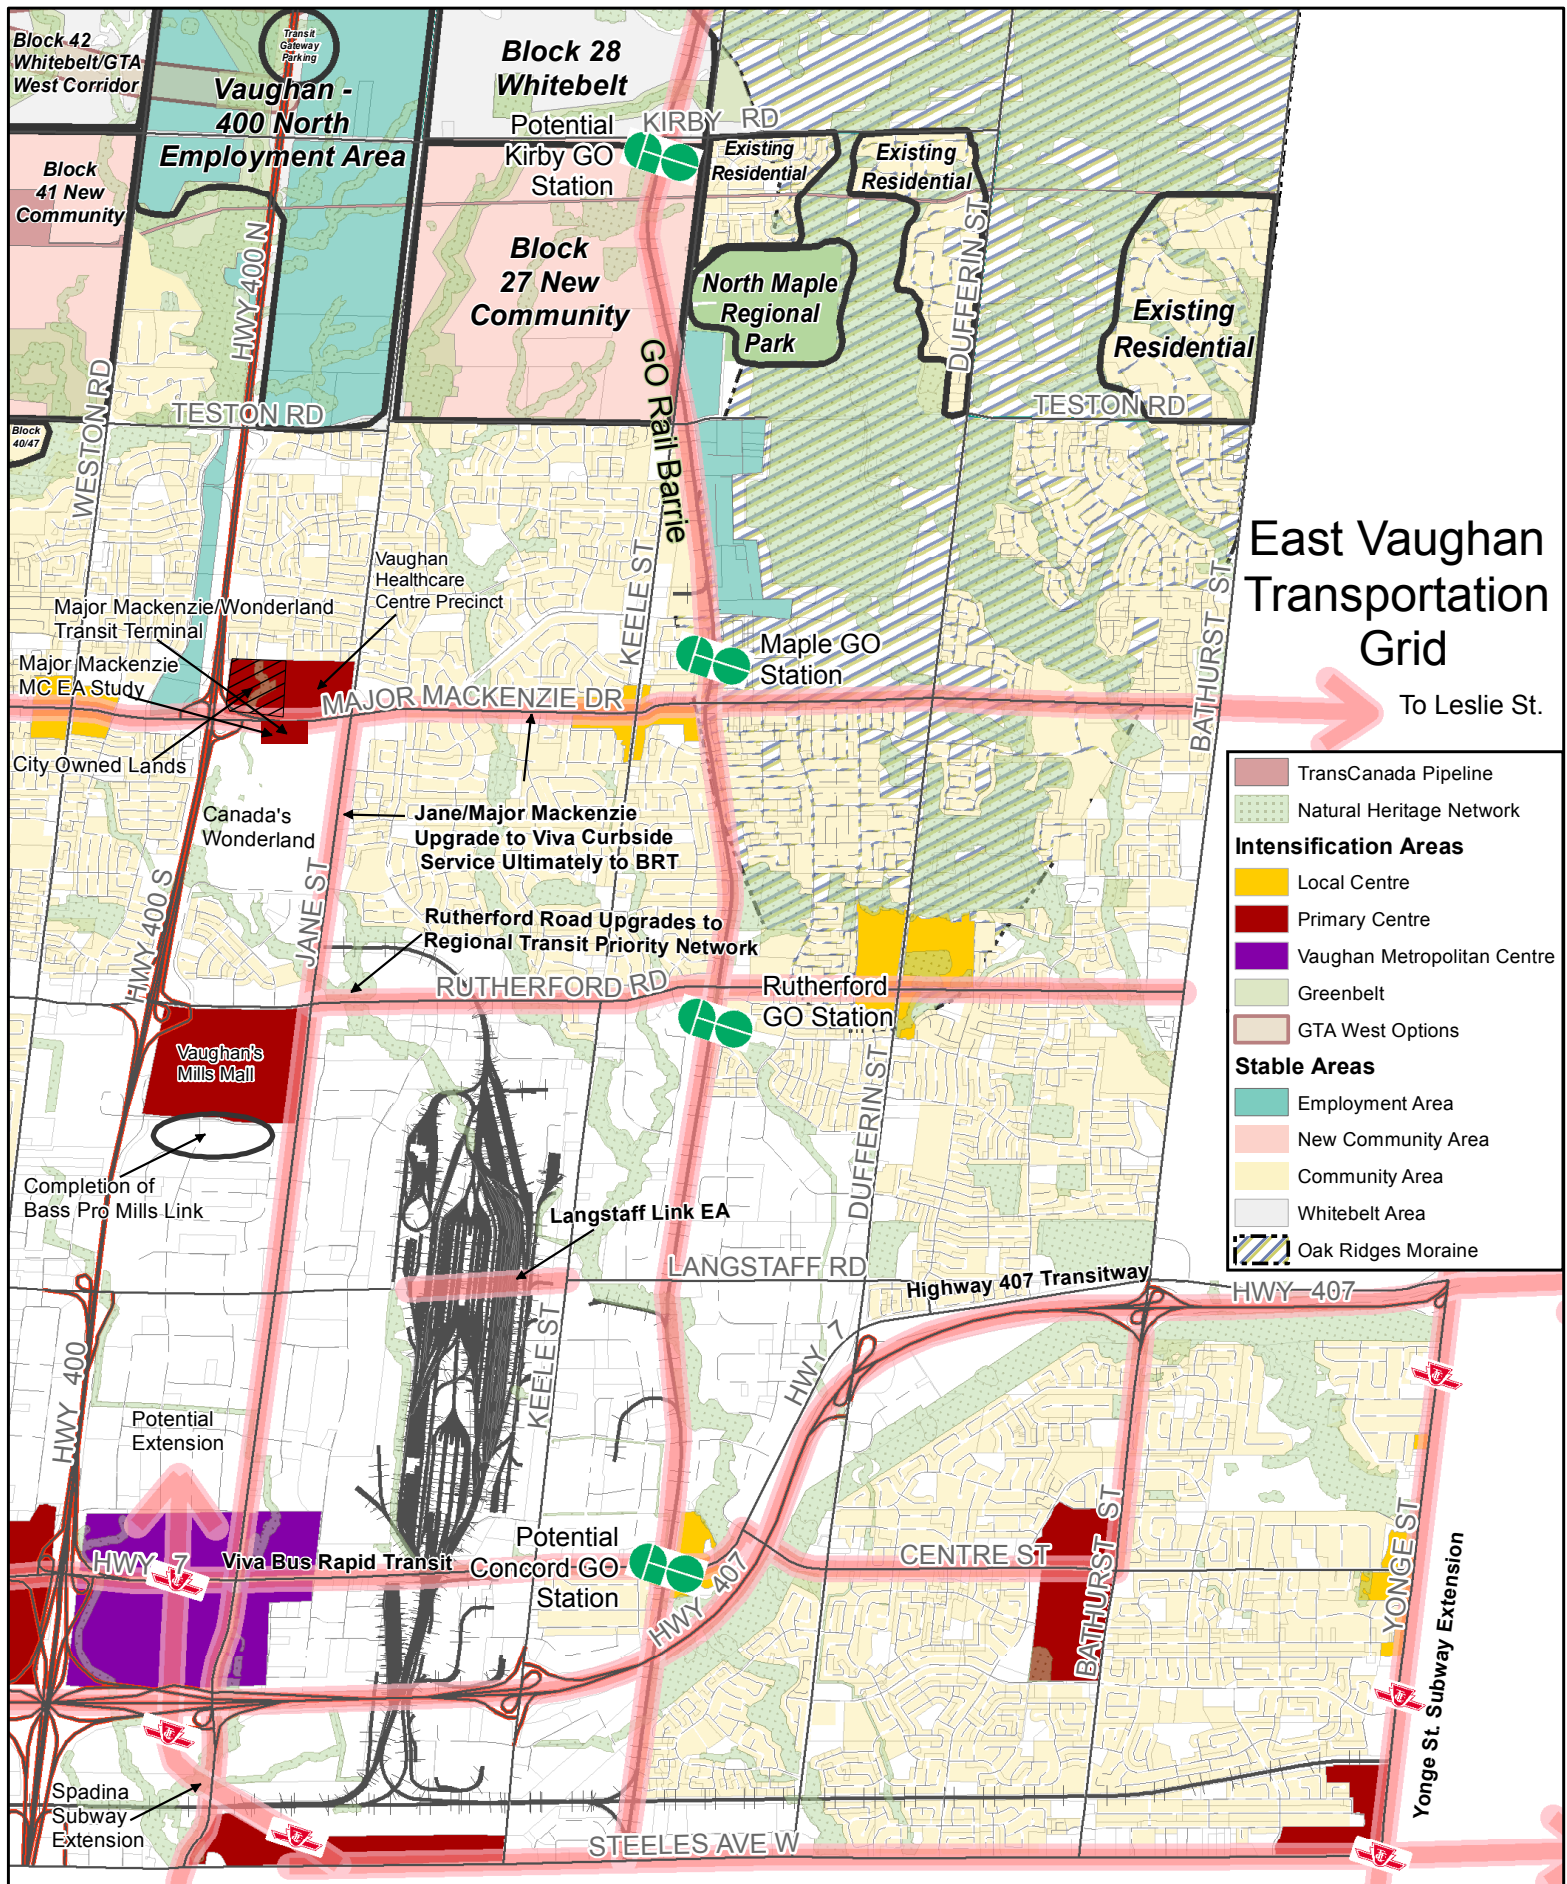 Block 42
Whitebelt/GTA
West Corridor
Transit
Gateway
Parking
Vaughan -
400 North
Employment Area
Block 28
Whitebelt
Potential
Kirby GO
Station
KIRBY RD
Existing
Residential
Existing
Residential
Block
41 New
Community
Block
27 New
Community
North Maple
Regional
Park
Existing
Residential
HWY 400 N
DUFFERIN ST
GO Rail Barrie
WESTON RD
TESTON RD
TESTON RD
Block
40/47
East Vaughan
Transportation
Grid
Vaughan
Healthcare
Centre Precinct
KEELE ST
BATHURST ST
Major Mackenzie/Wonderland
Transit Terminal
Major Mackenzie
MC EA Study
Maple GO
Station
MAJOR MACKENZIE DR
To Leslie St.
City Owned Lands
Canada's
Wonderland
Jane/Major Mackenzie
Upgrade to Viva Curbside
Service Ultimately to BRT
HWY 400 S
JANE ST
Rutherford Road Upgrades to
Regional Transit Priority Network
RUTHERFORD RD
Rutherford
GO Station
TransCanada Pipeline
Natural Heritage Network
Intensification Areas
Local Centre
Primary Centre
Vaughan Metropolitan Centre
Greenbelt
GTA West Options
Stable Areas
Employment Area
New Community Area
Community Area
Whitebelt Area
Oak Ridges Moraine
Vaughan's
Mills Mall
DUFFERIN ST
Completion of
Bass Pro Mills Link
Langstaff Link EA
LANGSTAFF RD
Highway 407 Transitway
HWY 407
KEELE ST
HWY 7
HWY 400
Potential
Extension
HWY 7
Viva Bus Rapid Transit
Potential
Concord GO
Station
HWY 407
CENTRE ST
BATHURST ST
YONGE ST
Yonge St. Subway Extension
Spadina
Subway
Extension
STEELES AVE W